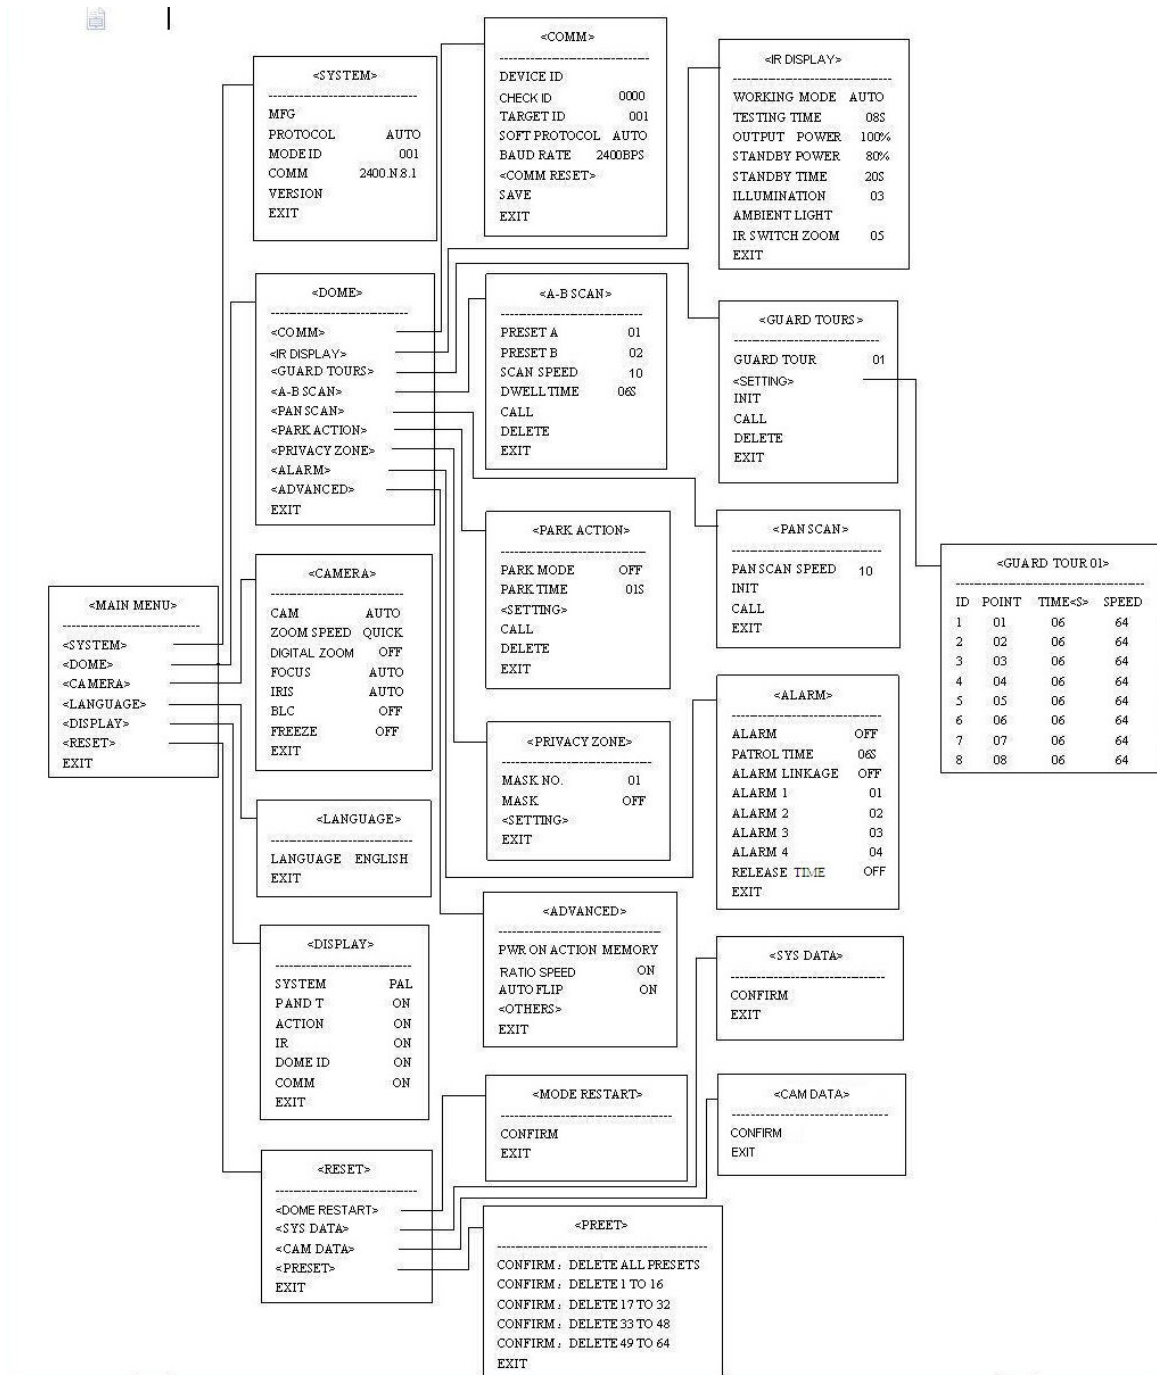 <MAIN MENU>
<SYSTEM>
<DOME>
<CAMERA>
<LANGUAGE>
<DISPLAY>
<RESET>
EXIT
<SYSTEM>
MFG
PROTOCOL AUTO
MODE ID 001
COMM 2400.N.8.1
VERSION
EXIT
<DOME>
<COMM>
<IR DISPLAY>
<GUARD TOURS>
<A-B SCAN>
<PAN SCAN>
<PARK ACTION>
<PRIVACY ZONE>
<ALARM>
<ADVANCED>
EXIT
<CAMERA>
CAM AUTO
ZOOM SPEED QUICK
DIGITAL ZOOM OFF
FOCUS AUTO
IRIS AUTO
BLC OFF
FREEZE OFF
EXIT
<LANGUAGE>
LANGUAGE ENGLISH
EXIT
<DISPLAY>
SYSTEM PAL
P AND T ON
ACTION ON
IR ON
DOME ID ON
COMM ON
EXIT
<RESET>
<DOME RESTART>
<SYS DATA>
<CAM DATA>
<PRESET>
EXIT
<COMM>
DEVICE ID
CHECK ID 0000
TARGET ID 001
SOFT PROTOCOL AUTO
BAUD RATE 2400BPS
<COMM RESET>
SAVE
EXIT
<A-B SCAN>
PRESET A 01
PRESET B 02
SCAN SPEED 10
DWELL TIME 06S
CALL
DELETE
EXIT
<PARK ACTION>
PARK MODE OFF
PARK TIME 01S
<SETTING>
CALL
DELETE
EXIT
<PRIVACY ZONE>
MASK NO. 01
MASK OFF
<SETTING>
EXIT
<ADVANCED>
PWR ON ACTION MEMORY
RATIO SPEED ON
AUTO FLIP ON
<OTHERS>
EXIT
<MODE RESTART>
CONFIRM
EXIT
<PREET>
CONFIRM: DELETE ALL PRESETS
CONFIRM: DELETE 1 TO 16
CONFIRM: DELETE 17 TO 32
CONFIRM: DELETE 33 TO 48
CONFIRM: DELETE 49 TO 64
EXIT
<IR DISPLAY>
WORKING MODE AUTO
TESTING TIME 08S
OUTPUT POWER 100%
STANDBY POWER 80%
STANDBY TIME 20S
ILLUMINATION 03
AMBIENT LIGHT
IR SWITCH ZOOM 05
EXIT
<GUARD TOURS>
GUARD TOUR 01
<SETTING>
INIT
CALL
DELETE
EXIT
<PAN SCAN>
PAN SCAN SPEED 10
INIT
CALL
EXIT
<ALARM>
ALARM OFF
PATROL TIME 06S
ALARM LINKAGE OFF
ALARM 1 01
ALARM 2 02
ALARM 3 03
ALARM 4 04
RELEASE TIME OFF
EXIT
<SYS DATA>
CONFIRM
EXIT
<CAM DATA>
CONFIRM
EXIT
<GUARD TOUR 01>
ID POINT TIME<S> SPEED
1 01 06 64
2 02 06 64
3 03 06 64
4 04 06 64
5 05 06 64
6 06 06 64
7 07 06 64
8 08 06 64